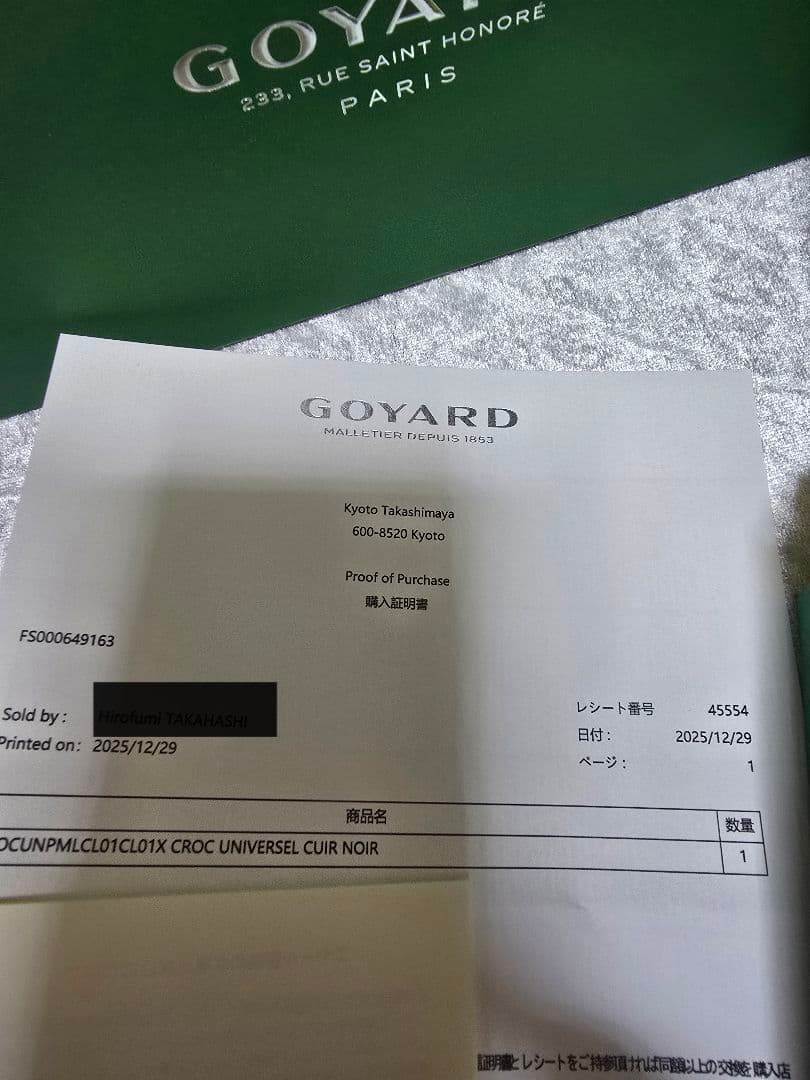 GOYARD
233, RUE SAINT HONORÉ
PARIS
GOYARD
MALLETIER DEPUIS 1853
Kyoto Takashimaya
600-8520 Kyoto
Proof of Purchase
購入証明書
FS000649163
Sold by :
Printed on: 2025/12/29
レシート番号 45554
日付 : 2025/12/29
ページ : 1
商品名 数量
OCUNPMLCL01CL01X CROC UNIVERSEL CUIR NOIR 1
証明書とレシートをご持参頂ければ同額以上の交換を購入店